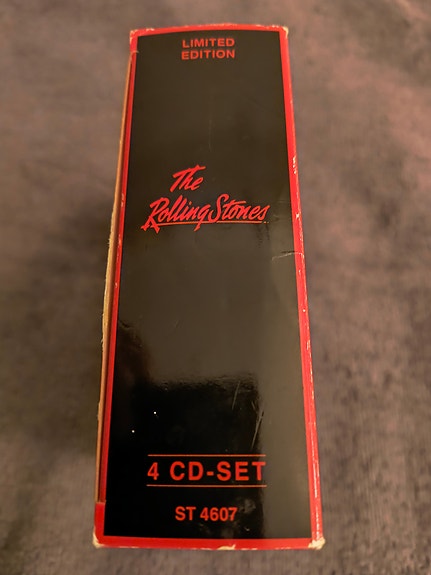 LIMITED
EDITION
The
Rolling Stones
4 CD-SET
ST 4607